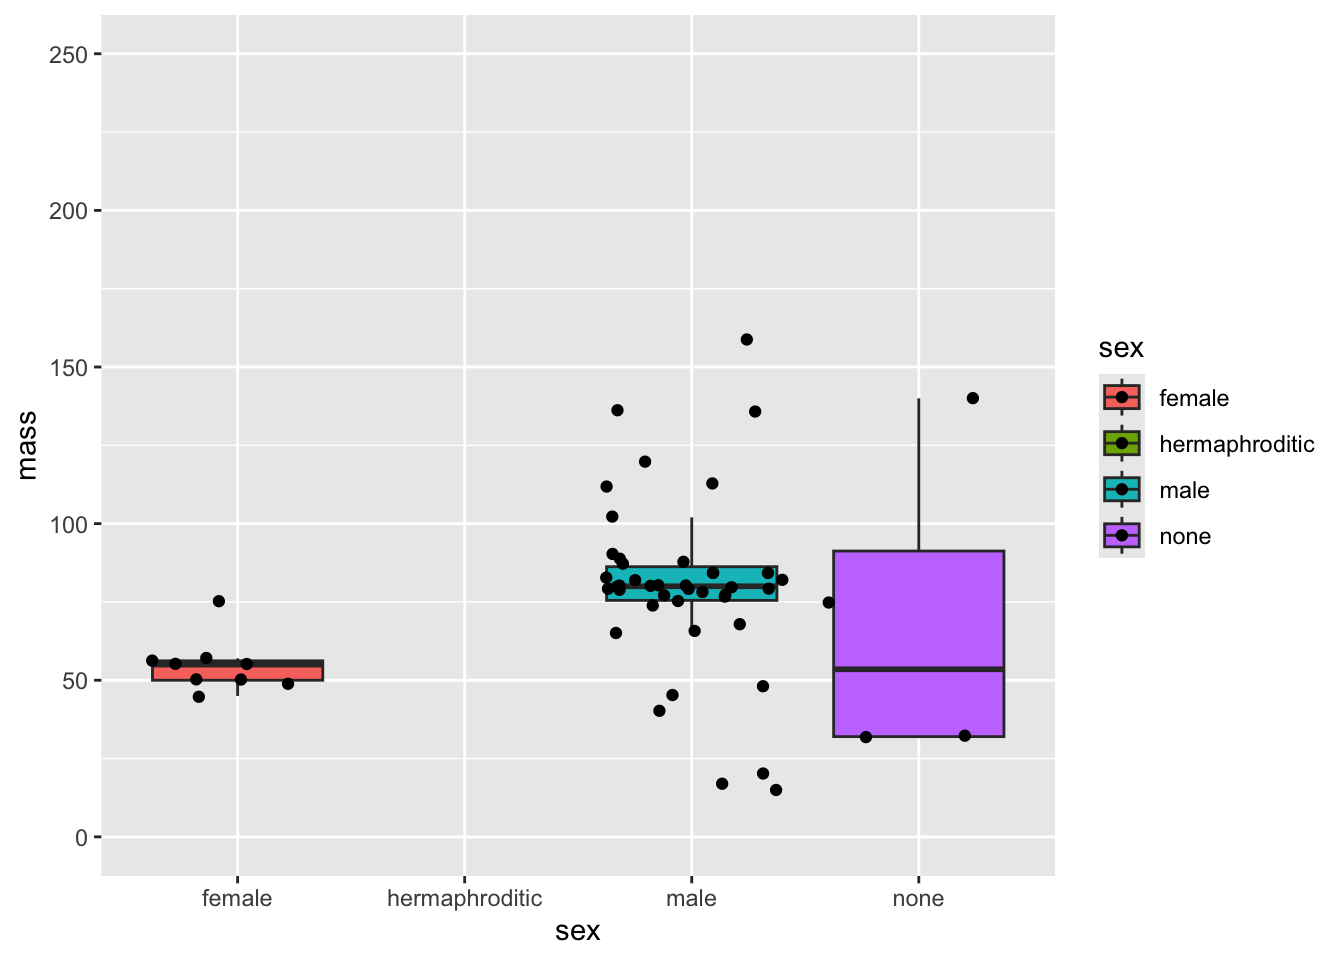 250
200
150
100
50
0
mass
female
hermaphroditic
male
none
sex
sex
female
hermaphroditic
male
none